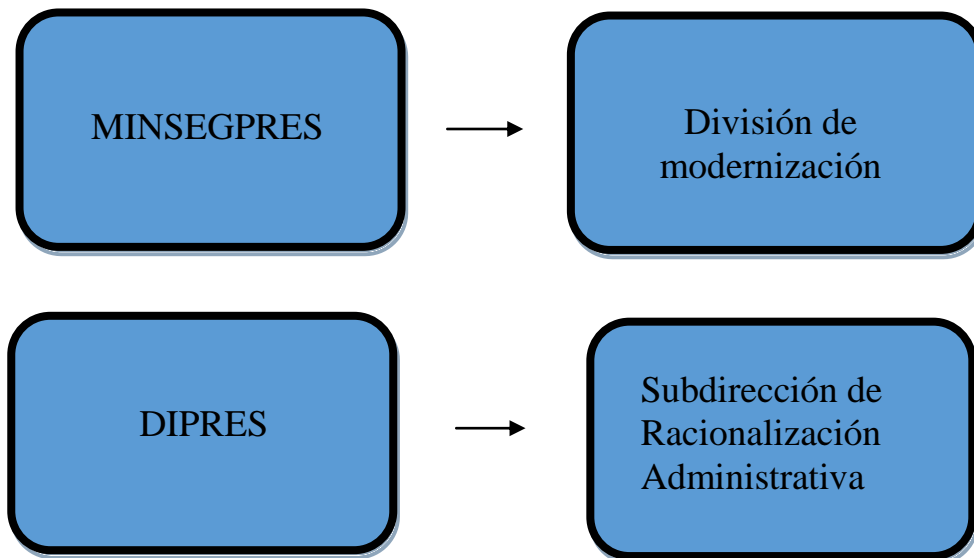 MINSEGPRES
División de
modernización
DIPRES
Subdirección de
Racionalización
Administrativa